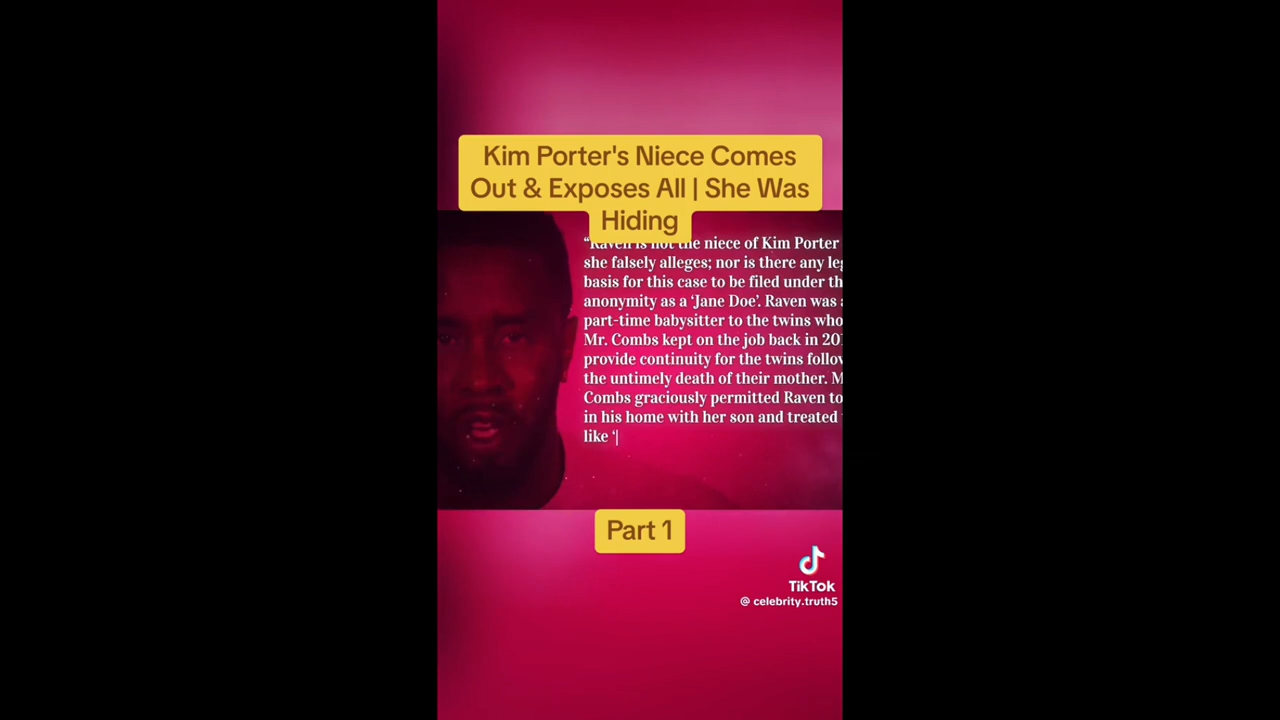 Kim Porter's Niece Comes
Out & Exposes All | She Was
Hiding
“Raven is not the niece of Kim Porter
she falsely alleges; nor is there any
basis for this case to be filed under
anonymity as a ‘Jane Doe’. Raven was
part-time babysitter to the twins who
Mr. Combs kept on the job back in
provide continuity for the twins
the untimely death of their mother.
Combs graciously permitted Raven to
in his home with her son and treated
like ‘
Part 1
TikTok
@ celebrity.truth5